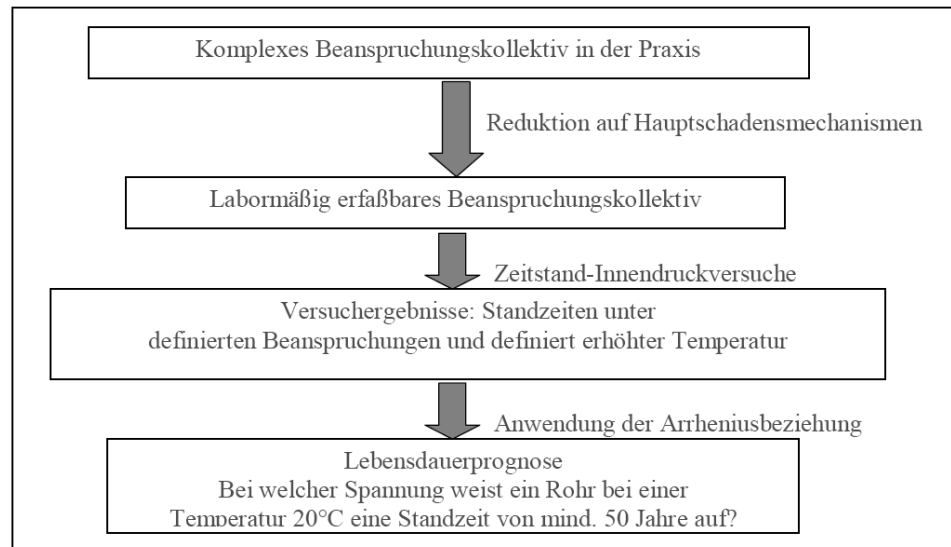 Komplexes Beanspruchungskollektiv in der Praxis
Reduktion auf Hauptschadensmechanismen
Labormäßig erfaßbares Beanspruchungskollektiv
Zeitstand-Innendruckversuche
Versuchergebnisse: Standzeiten unter
definierten Beanspruchungen und definiert erhöhter Temperatur
Anwendung der Arrheniusbeziehung
Lebensdauerprognose
Bei welcher Spannung weist ein Rohr bei einer
Temperatur 20°C eine Standzeit von mind. 50 Jahre auf?